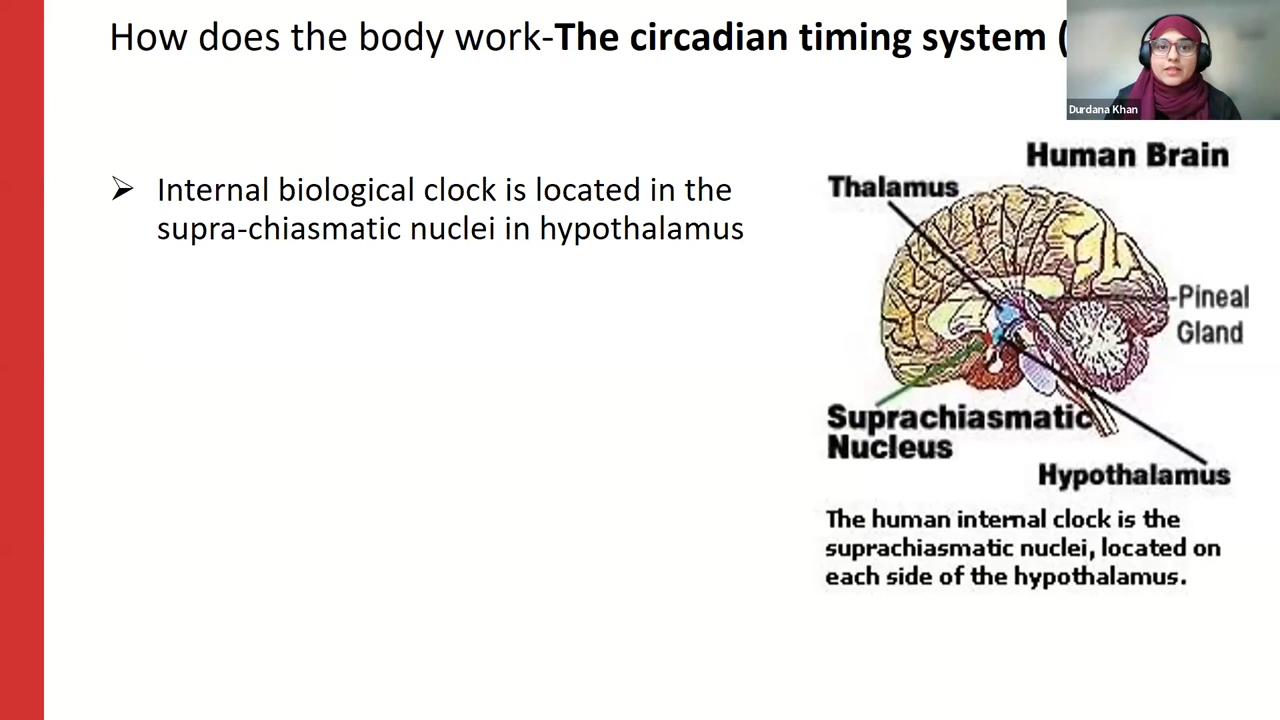 How does the body work-The circadian timing system (
Durdana Khan
➢ Internal biological clock is located in the
supra-chiasmatic nuclei in hypothalamus
Human Brain
Thalamus
Pineal
Gland
Suprachiasmatic
Nucleus
Hypothalamus
The human internal clock is the
suprachiasmatic nuclei, located on
each side of the hypothalamus.